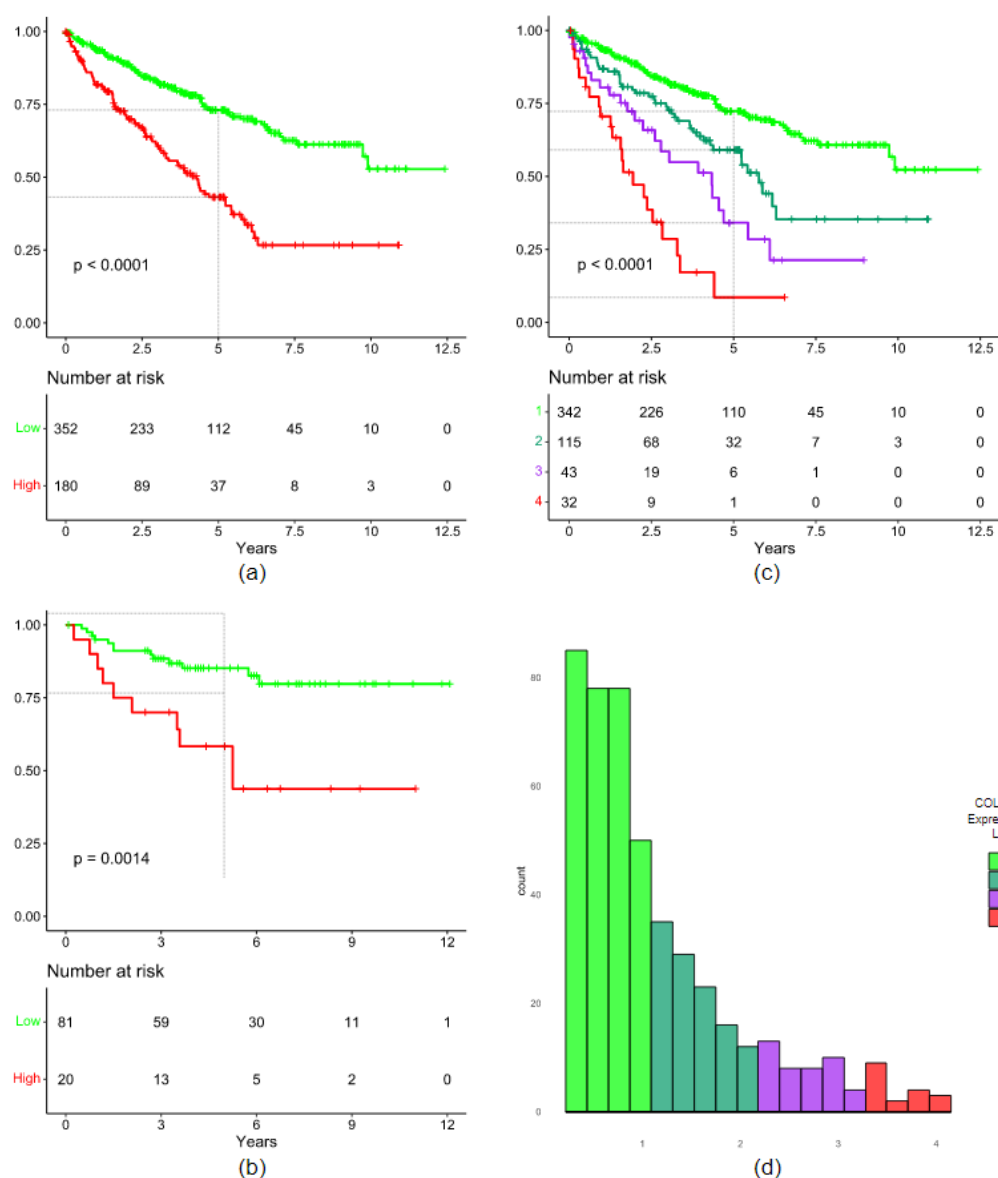 1.00
0.75
0.50
0.25
0.00
p < 0.0001
0 2.5 5 7.5 10 12.5
Number at risk
Low 352 233 112 45 10 0
High 180 89 37 8 3 0
0 2.5 5 7.5 10 12.5
Years
(a)
1.00
0.75
0.50
0.25
0.00
p < 0.0001
0 2.5 5 7.5 10 12.5
Number at risk
1 342 226 110 45 10 0
2 115 68 32 7 3 0
3 43 19 6 1 0 0
4 32 9 1 0 0 0
0 2.5 5 7.5 10 12.5
Years
(c)
1.00
0.75
0.50
0.25
0.00
p = 0.0014
0 3 6 9 12
Number at risk
Low 81 59 30 11 1
High 20 13 5 2 0
0 3 6 9 12
Years
(b)
80
60
40
20
0
count
1 2 3 4
COL
Expre
L
(d)